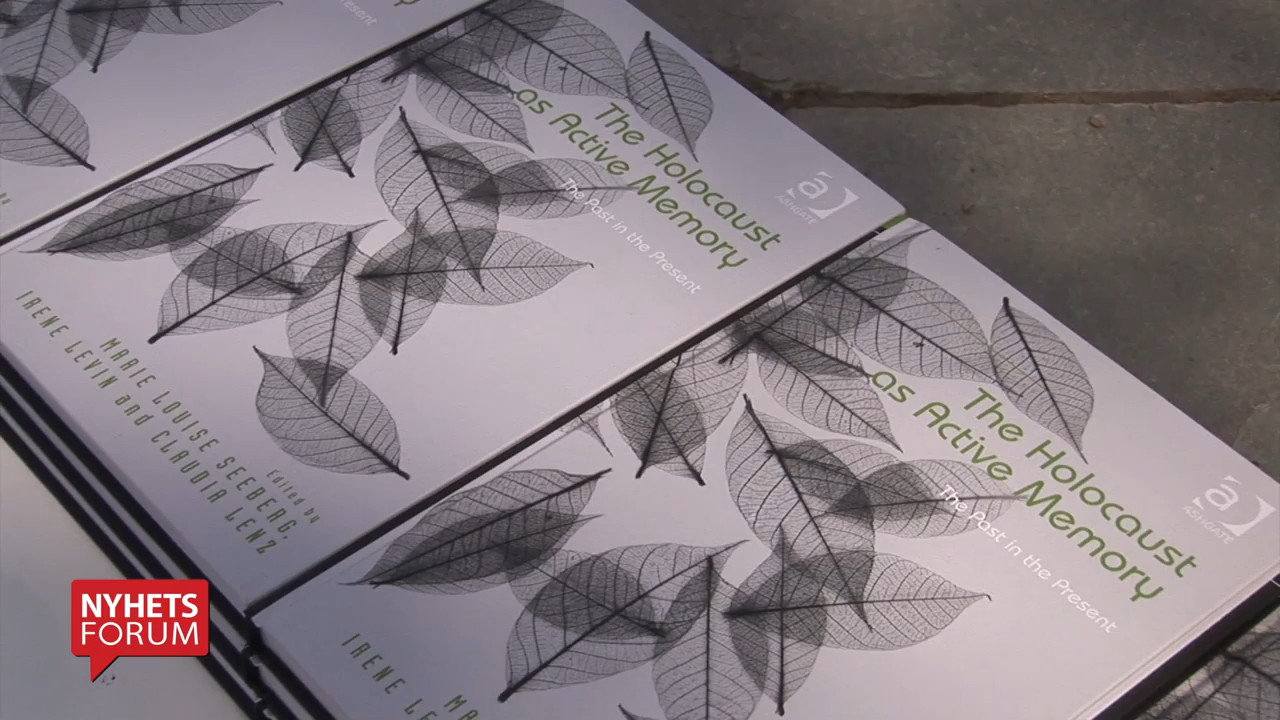 The Holocaust
as Active Memory
The Past in the Present
ASHGATE
Edited by
MARIE LOUISE SEEBERG,
IRENE LEVIN and CLAUDIA LENZ
The Holocaust
as Active Memory
The Past in the Present
ASHGATE
IRENE
NYHETS
FORUM